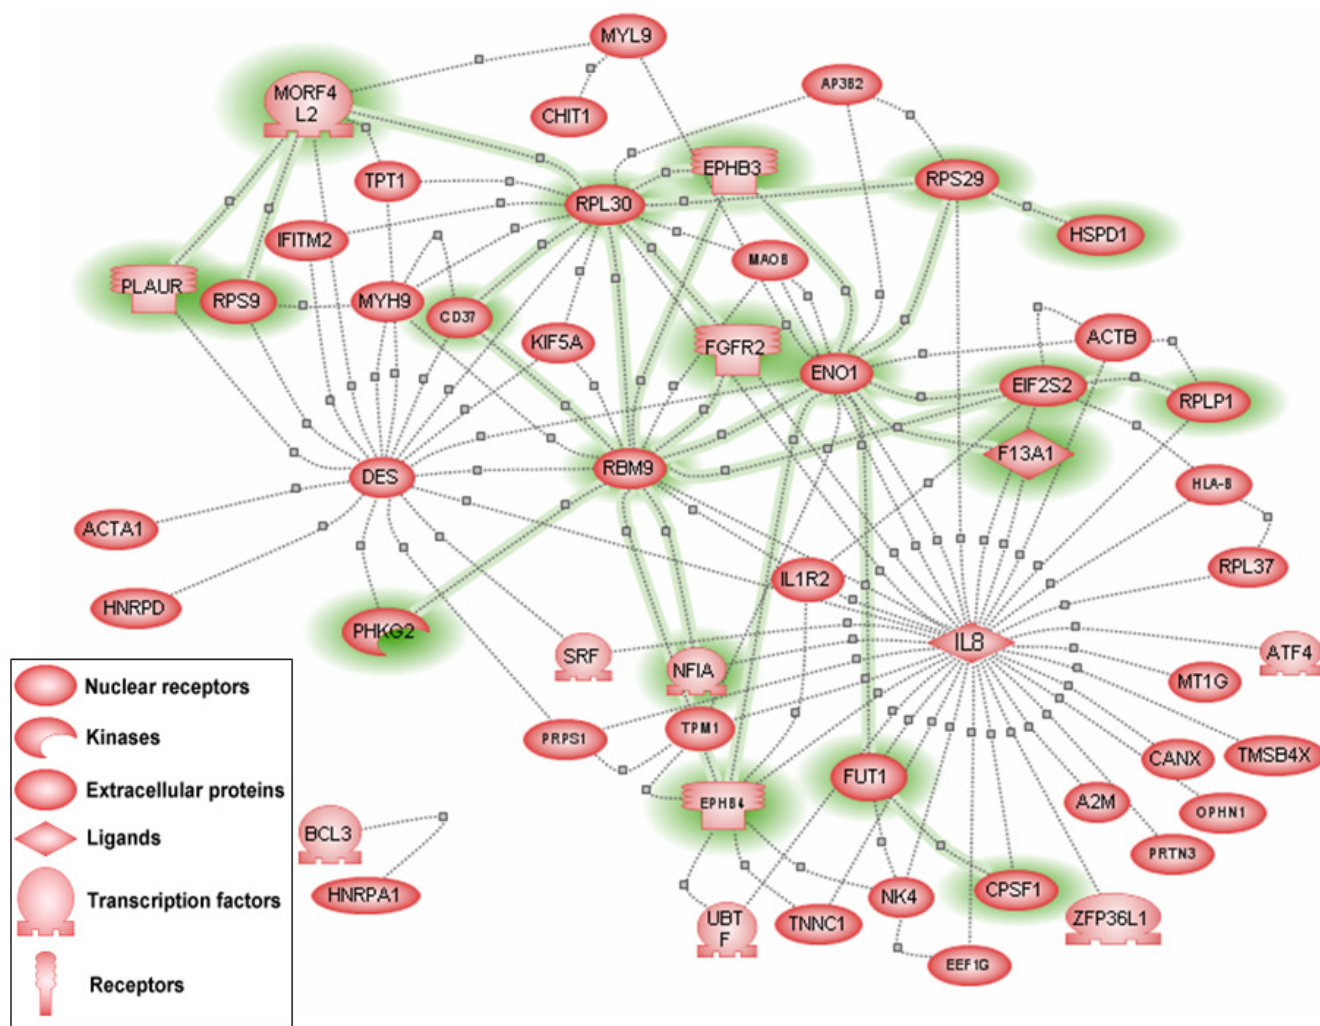 MYL9
MORF4
L2
AP3B2
CHIT1
EPHB3
TPT1
RPS29
RPL30
HSPD1
IFITM2
MAOB
PLAUR
RPS9
MYH9
CD37
KIF5A
FGFR2
ENO1
ACTB
EIF2S2
RPLP1
F13A1
DES
RBM9
HLA-B
ACTA1
RPL37
IL1R2
HNRPD
PHKG2
SRF
NFIA
IL8
ATF4
MT1G
PRPS1
TPM1
CANX
TMSB4X
FUT1
EPHB4
A2M
OPHN1
PRTN3
BCL3
HNRPA1
NK4
CPSF1
UBT
F
TNNC1
ZFP36L1
EEF1G
Nuclear receptors
Kinases
Extracellular proteins
Ligands
Transcription factors
Receptors